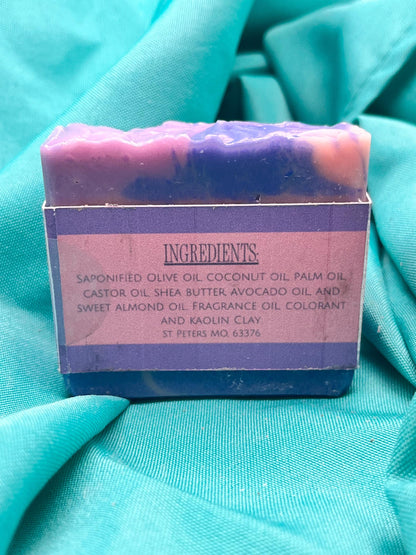 INGREDIENTS:
Saponified Olive oil, coconut oil, palm oil,
castor oil, shea butter, avocado oil and
sweet almond oil. Fragrance oil, colorant
and Kaolin Clay.
St Peters MO, 63376